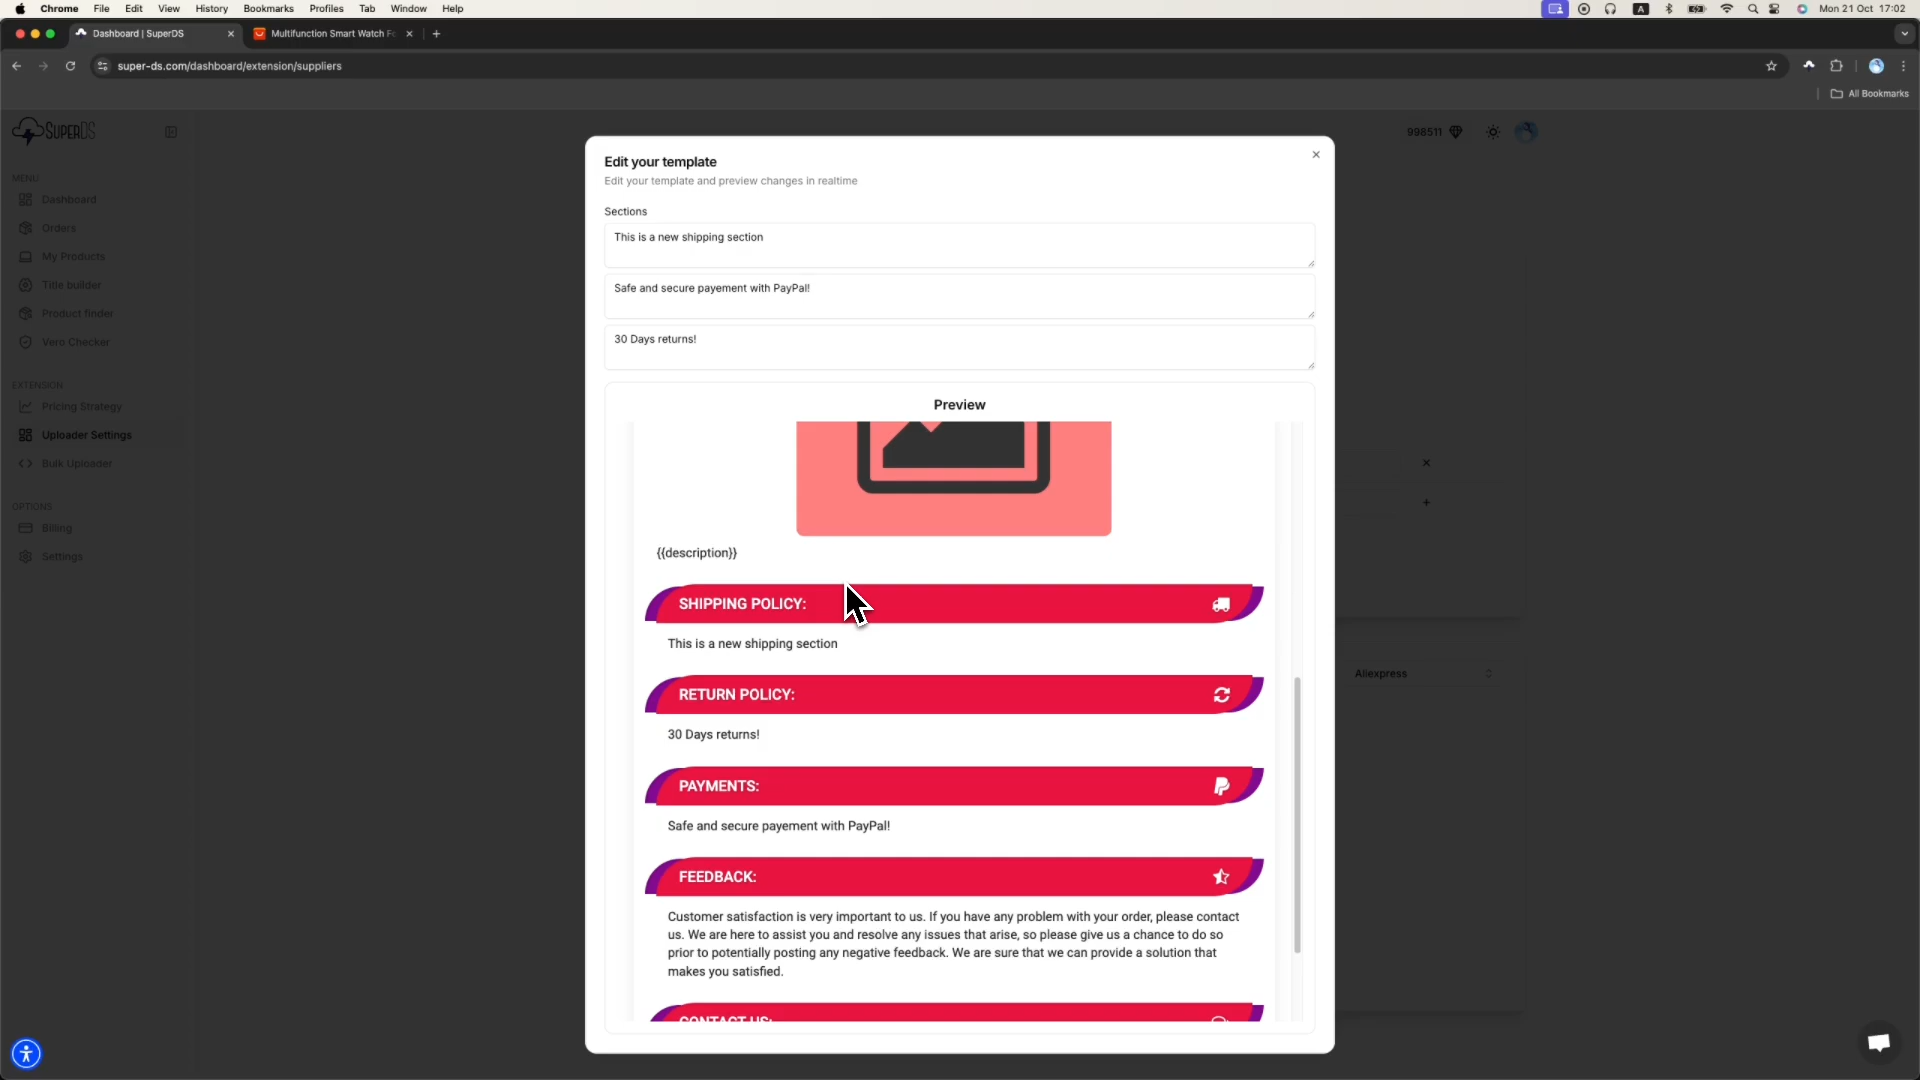 Chrome File Edit View History Bookmarks Profiles Tab Window Help
A Mon 21 Oct 17:02
Dashboard | SuperDS
Multifunction Smart Watch Fo
super-ds.com/dashboard/extension/suppliers
All Bookmarks
SUPERDS
998511
MENU
Dashboard
Orders
My Products
Title builder
Product finder
Vero Checker
EXTENSION
Pricing Strategy
Uploader Settings
Bulk Uploader
OPTIONS
Billing
Settings
Edit your template
Edit your template and preview changes in realtime
Sections
This is a new shipping section
Safe and secure payement with PayPal!
30 Days returns!
Preview
{{description}}
SHIPPING POLICY:
This is a new shipping section
RETURN POLICY:
30 Days returns!
PAYMENTS:
Safe and secure payement with PayPal!
FEEDBACK:
Customer satisfaction is very important to us. If you have any problem with your order, please contact
us. We are here to assist you and resolve any issues that arise, so please give us a chance to do so
prior to potentially posting any negative feedback. We are sure that we can provide a solution that
makes you satisfied.
CONTACT US:
Aliexpress